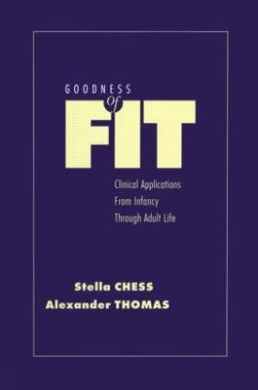 GOODNESS
of
FIT
Clinical Applications
From Infancy
Through Adult Life
Stella CHESS
Alexander THOMAS